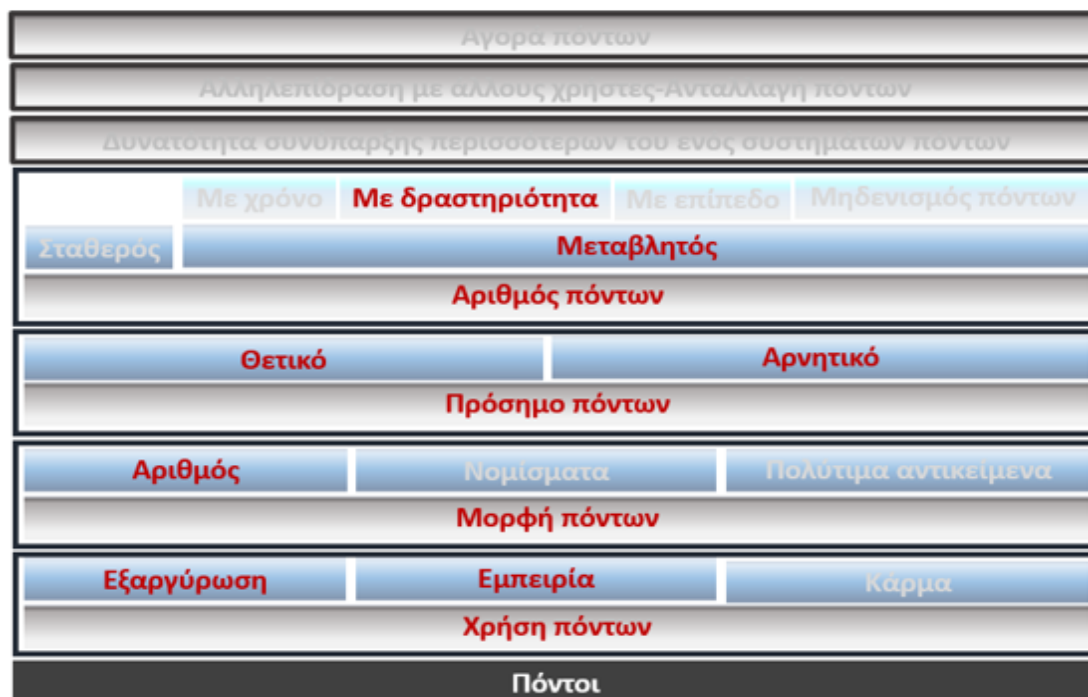 Αγορά πόντων
Αλληλεπίδραση με άλλους χρήστες-Ανταλλαγή πόντων
Δυνατότητα συνύπαρξης περισσότερων του ενός συστημάτων πόντων
Με χρόνο Με δραστηριότητα Με επίπεδο Μηδενισμός πόντων
Σταθερός Μεταβλητός
Αριθμός πόντων
Θετικό Αρνητικό
Πρόσημο πόντων
Αριθμός Νομίσματα Πολύτιμα αντικείμενα
Μορφή πόντων
Εξαργύρωση Εμπειρία Κάρμα
Χρήση πόντων
Πόντοι